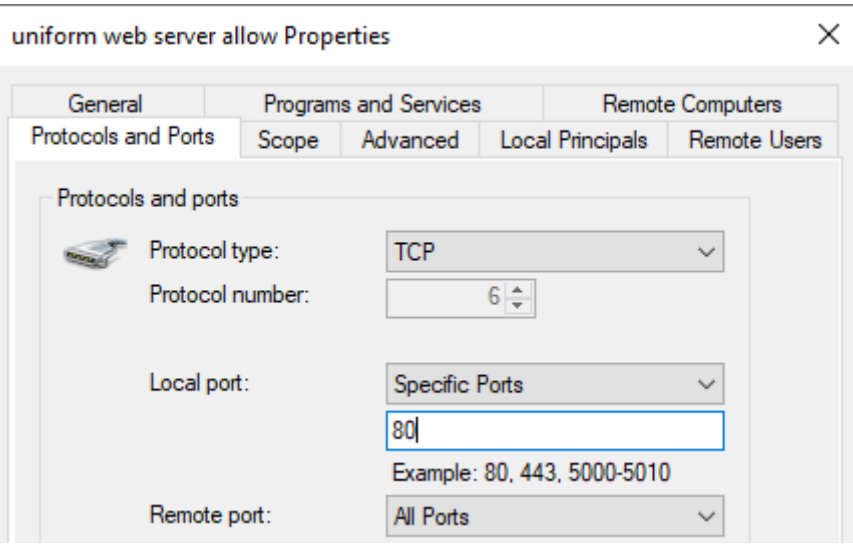 uniform web server allow Properties
General Programs and Services Remote Computers
Protocols and Ports Scope Advanced Local Principals Remote Users
Protocols and ports
Protocol type: TCP
Protocol number: 6
Local port: Specific Ports
80
Example: 80, 443, 5000-5010
Remote port: All Ports